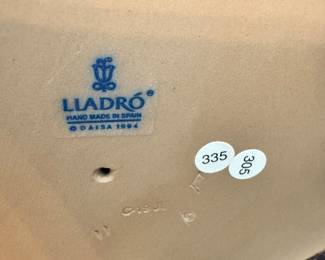 LLADRÓ®
HAND MADE IN SPAIN
© DAISA 1994
335
305